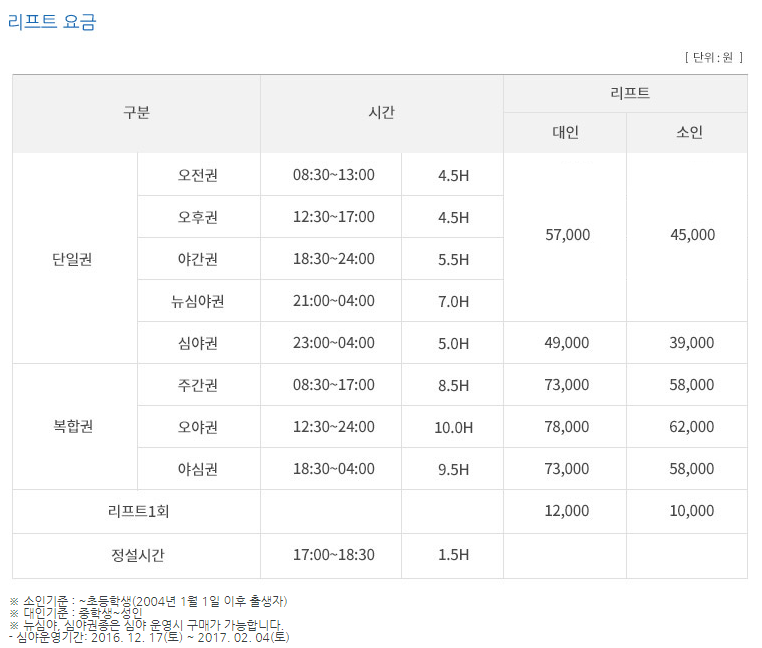 리프트 요금
[ 단위 : 원 ]
구분 시간 리프트
대인 소인
단일권 오전권 08:30~13:00 4.5H 57,000 45,000
오후권 12:30~17:00 4.5H
야간권 18:30~24:00 5.5H
뉴심야권 21:00~04:00 7.0H
심야권 23:00~04:00 5.0H 49,000 39,000
복합권 주간권 08:30~17:00 8.5H 73,000 58,000
오야권 12:30~24:00 10.0H 78,000 62,000
야심권 18:30~04:00 9.5H 73,000 58,000
리프트1회 12,000 10,000
정설시간 17:00~18:30 1.5H
※ 소인기준 : ~초등학생(2004년 1월 1일 이후 출생자)
※ 대인기준 : 중학생~성인
※ 뉴심야, 심야권종은 심야 운영시 구매가 가능합니다.
- 심야운영기간: 2016. 12. 17(토) ~ 2017. 02. 04(토)